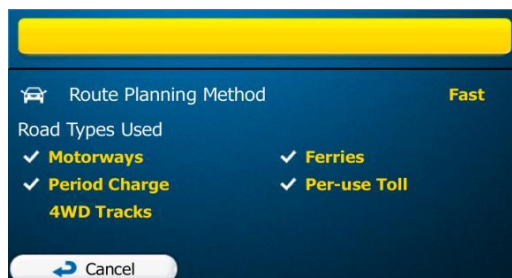 Route Planning Method Fast
Road Types Used
Motorways Ferries
Period Charge Per-use Toll
4WD Tracks
Cancel